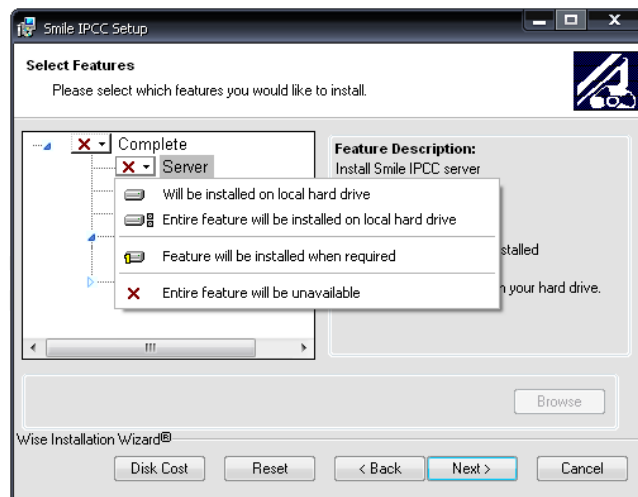 Smile IPCC Setup
Select Features
Please select which features you would like to install.
Complete
Server
Will be installed on local hard drive
Entire feature will be installed on local hard drive
Feature will be installed when required
Entire feature will be unavailable
Feature Description:
Install Smile IPCC server
stalled
your hard drive.
Browse
Wise Installation Wizard®
Disk Cost
Reset
< Back
Next >
Cancel